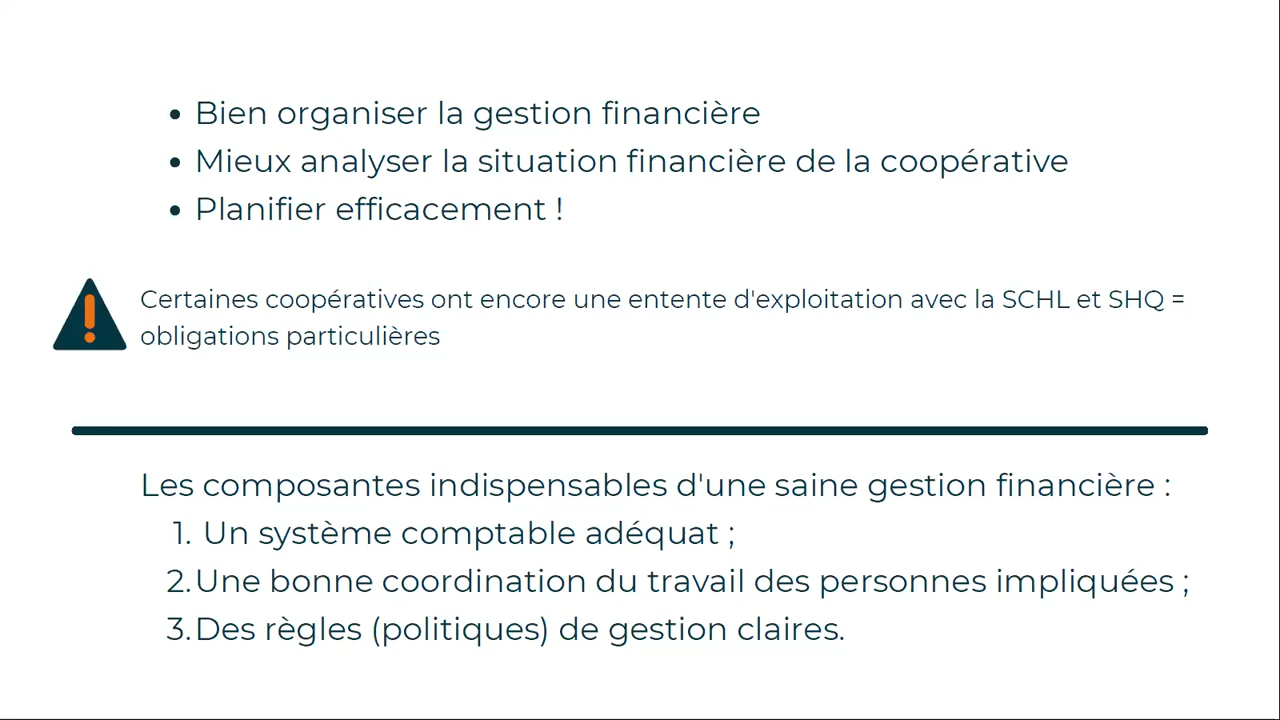 • Bien organiser la gestion financière
• Mieux analyser la situation financière de la coopérative
• Planifier efficacement !
Certaines coopératives ont encore une entente d'exploitation avec la SCHL et SHQ =
obligations particulières
Les composantes indispensables d'une saine gestion financière :
1. Un système comptable adéquat ;
2. Une bonne coordination du travail des personnes impliquées ;
3. Des règles (politiques) de gestion claires.